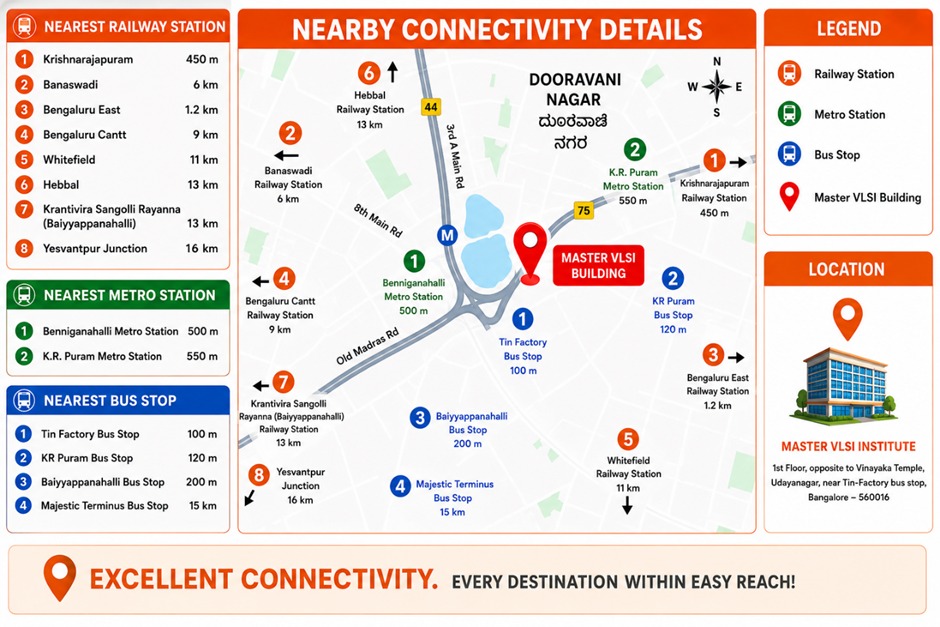 NEAREST RAILWAY STATION
1 Krishnarajapuram 450 m
2 Banaswadi 6 km
3 Bengaluru East 1.2 km
4 Bengaluru Cantt 9 km
5 Whitefield 11 km
6 Hebbal 13 km
7 Krantivira Sangolli Rayanna
(Baiyyappanahalli) 13 km
8 Yesvantpur Junction 16 km
NEAREST METRO STATION
1 Benniganahalli Metro Station 500 m
2 K.R. Puram Metro Station 550 m
NEAREST BUS STOP
1 Tin Factory Bus Stop 100 m
2 KR Puram Bus Stop 120 m
3 Baiyyappanahalli Bus Stop 200 m
4 Majestic Terminus Bus Stop 15 km
NEARBY CONNECTIVITY DETAILS
6
Hebbal
Railway Station
13 km
44
3rd A Main Rd
DOORAVANI
NAGAR
ದುಂರವಾಚಿ
ನಗರ
N
W E
S
2
Banaswadi
Railway Station
6 km
2
K.R. Puram
Metro Station
550 m
1
Krishnarajapuram
Railway Station
450 m
75
8th Main Rd
M
1
Benniganahalli
Metro Station
500 m
MASTER VLSI
BUILDING
4
Bengaluru Cantt
Railway Station
9 km
2
KR Puram
Bus Stop
120 m
1
Tin Factory
Bus Stop
100 m
Old Madras Rd
3
Bengaluru East
Railway Station
1.2 km
7
Krantivira Sangolli
Rayanna (Baiyyappanahalli)
Railway Station
13 km
3 Baiyyappanahalli
Bus Stop
200 m
5
Whitefield
Railway Station
11 km
8 Yesvantpur
Junction
16 km
4 Majestic Terminus
Bus Stop
15 km
LEGEND
Railway Station
Metro Station
Bus Stop
Master VLSI Building
LOCATION
MASTER VLSI INSTITUTE
1st Floor, opposite to Vinayaka Temple,
Udayanagar, near Tin-Factory bus stop,
Bangalore – 560016
EXCELLENT CONNECTIVITY. EVERY DESTINATION WITHIN EASY REACH!